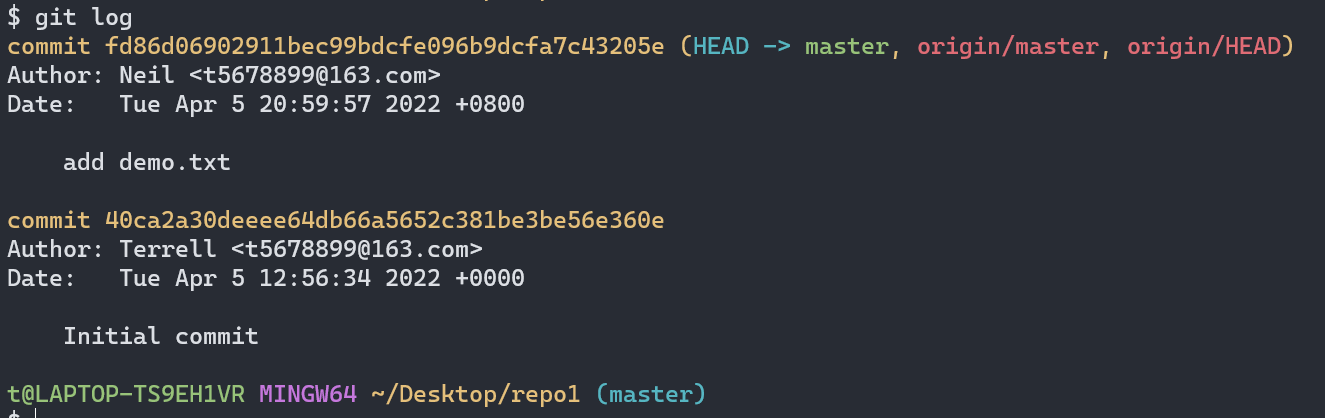 $ git log
commit fd86d06902911bec99bdcfe096b9dcfa7c43205e (HEAD -> master, origin/master, origin/HEAD)
Author: Neil <t5678899@163.com>
Date:   Tue Apr 5 20:59:57 2022 +0800

    add demo.txt

commit 40ca2a30deeee64db66a5652c381be3be56e360e
Author: Terrell <t5678899@163.com>
Date:   Tue Apr 5 12:56:34 2022 +0000

    Initial commit

t@LAPTOP-TS9EH1VR MINGW64 ~/Desktop/repo1 (master)
$